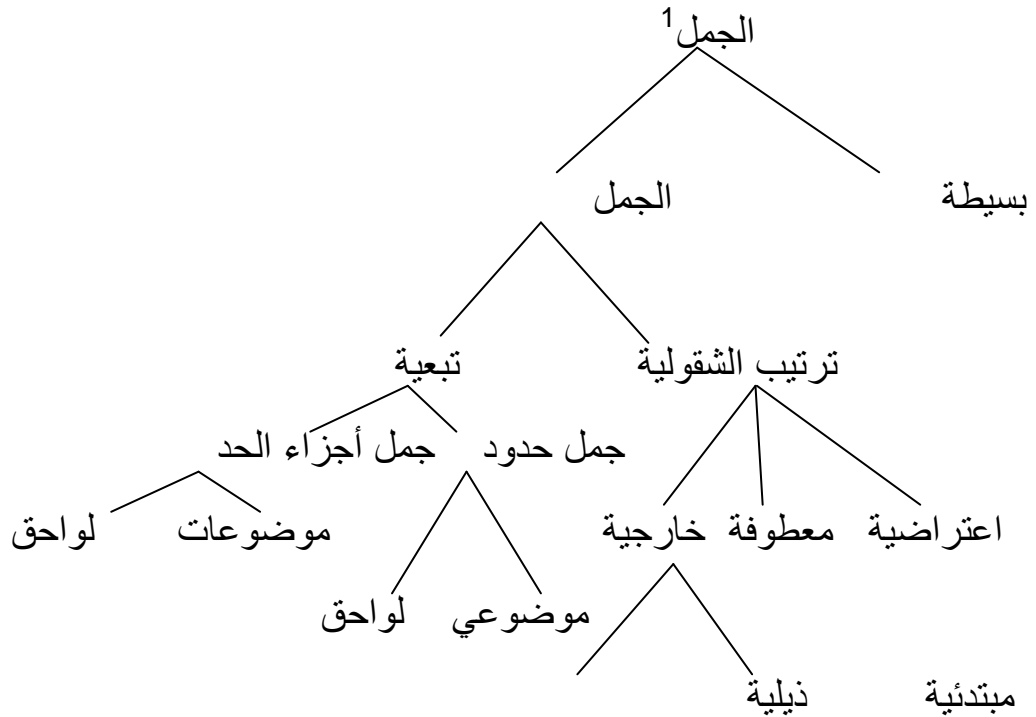 الجمل1
بسيطة الجمل
ترتيب الشقولية تبعية
جمل حدود جمل أجزاء الحد
اعتراضية معطوفة خارجية موضوعات لواحق
موضوعي لواحق
مبتدئية ذيلية